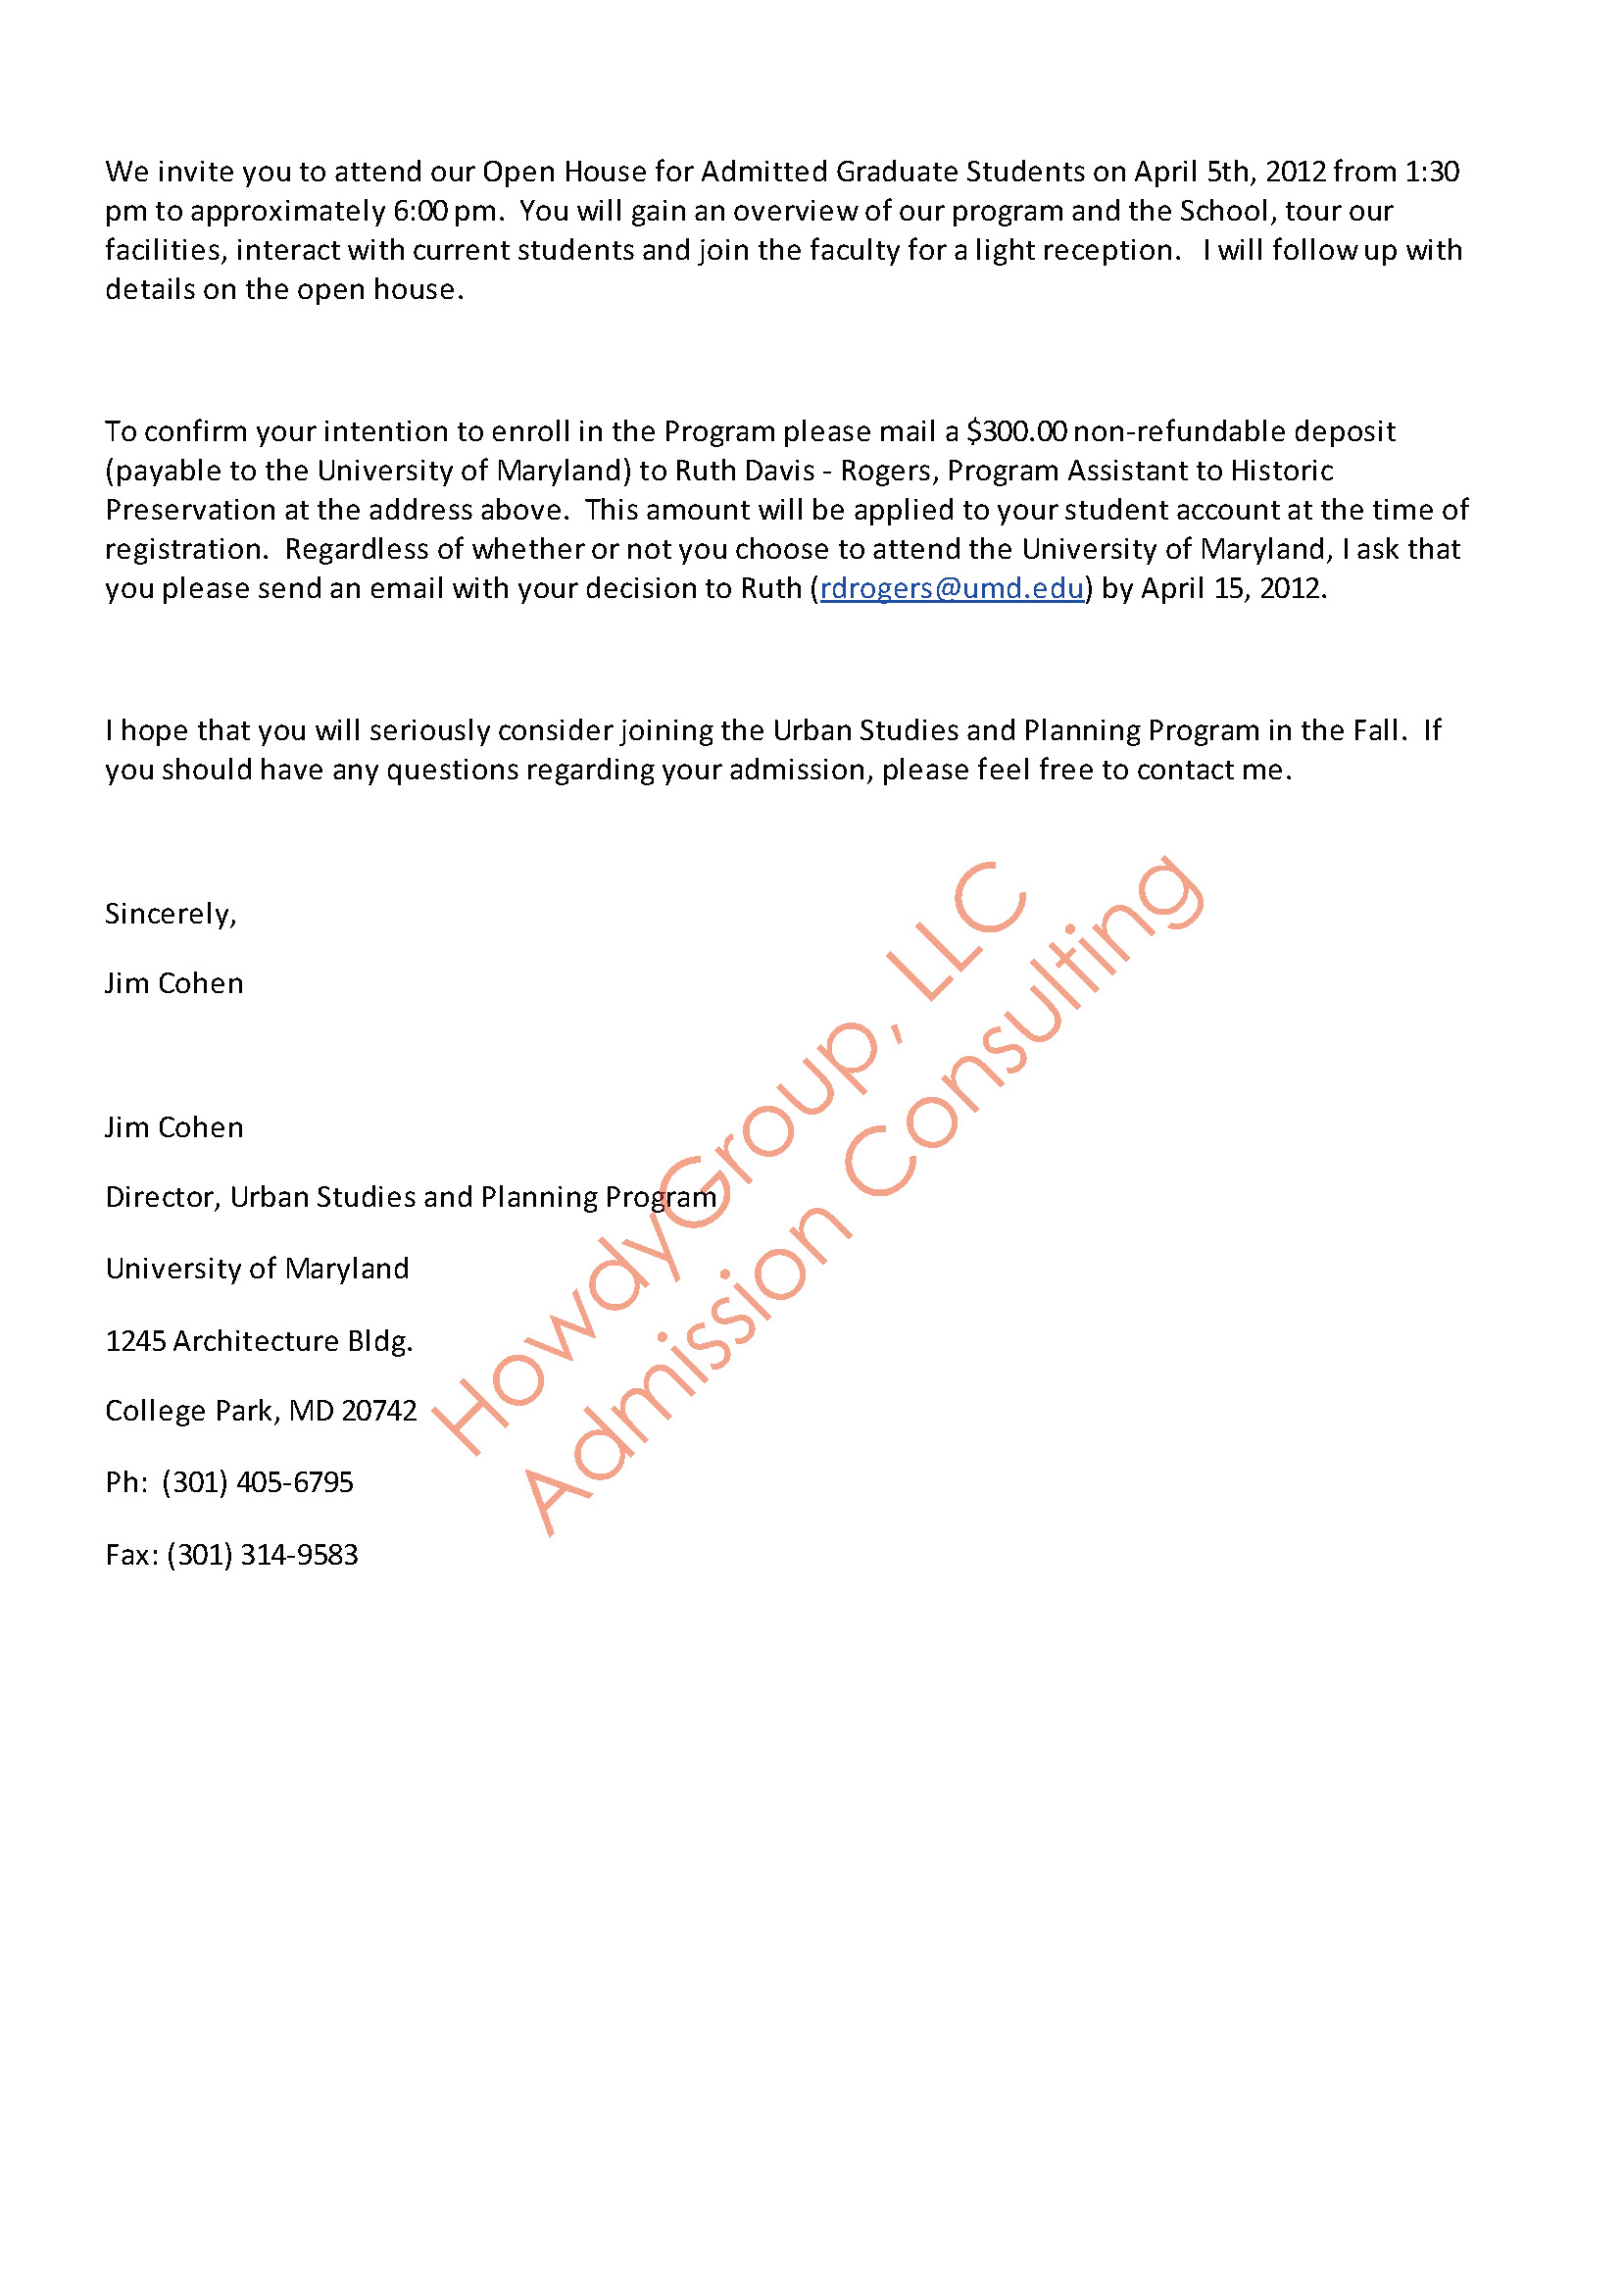 We invite you to attend our Open House for Admitted Graduate Students on April 5th, 2012 from 1:30
pm to approximately 6:00 pm.  You will gain an overview of our program and the School, tour our
facilities, interact with current students and join the faculty for a light reception.   I will follow up with
details on the open house.
To confirm your intention to enroll in the Program please mail a $300.00 non-refundable deposit
(payable to the University of Maryland) to Ruth Davis - Rogers, Program Assistant to Historic
Preservation at the address above.  This amount will be applied to your student account at the time of
registration.  Regardless of whether or not you choose to attend the University of Maryland, I ask that
you please send an email with your decision to Ruth (rdrogers@umd.edu) by April 15, 2012.
I hope that you will seriously consider joining the Urban Studies and Planning Program in the Fall.  If
you should have any questions regarding your admission, please feel free to contact me.
Sincerely,
Jim Cohen
Jim Cohen
Director, Urban Studies and Planning Program
University of Maryland
1245 Architecture Bldg.
College Park, MD 20742
Ph:  (301) 405-6795
Fax: (301) 314-9583
HowdyGroup, LLC
Admission Consulting